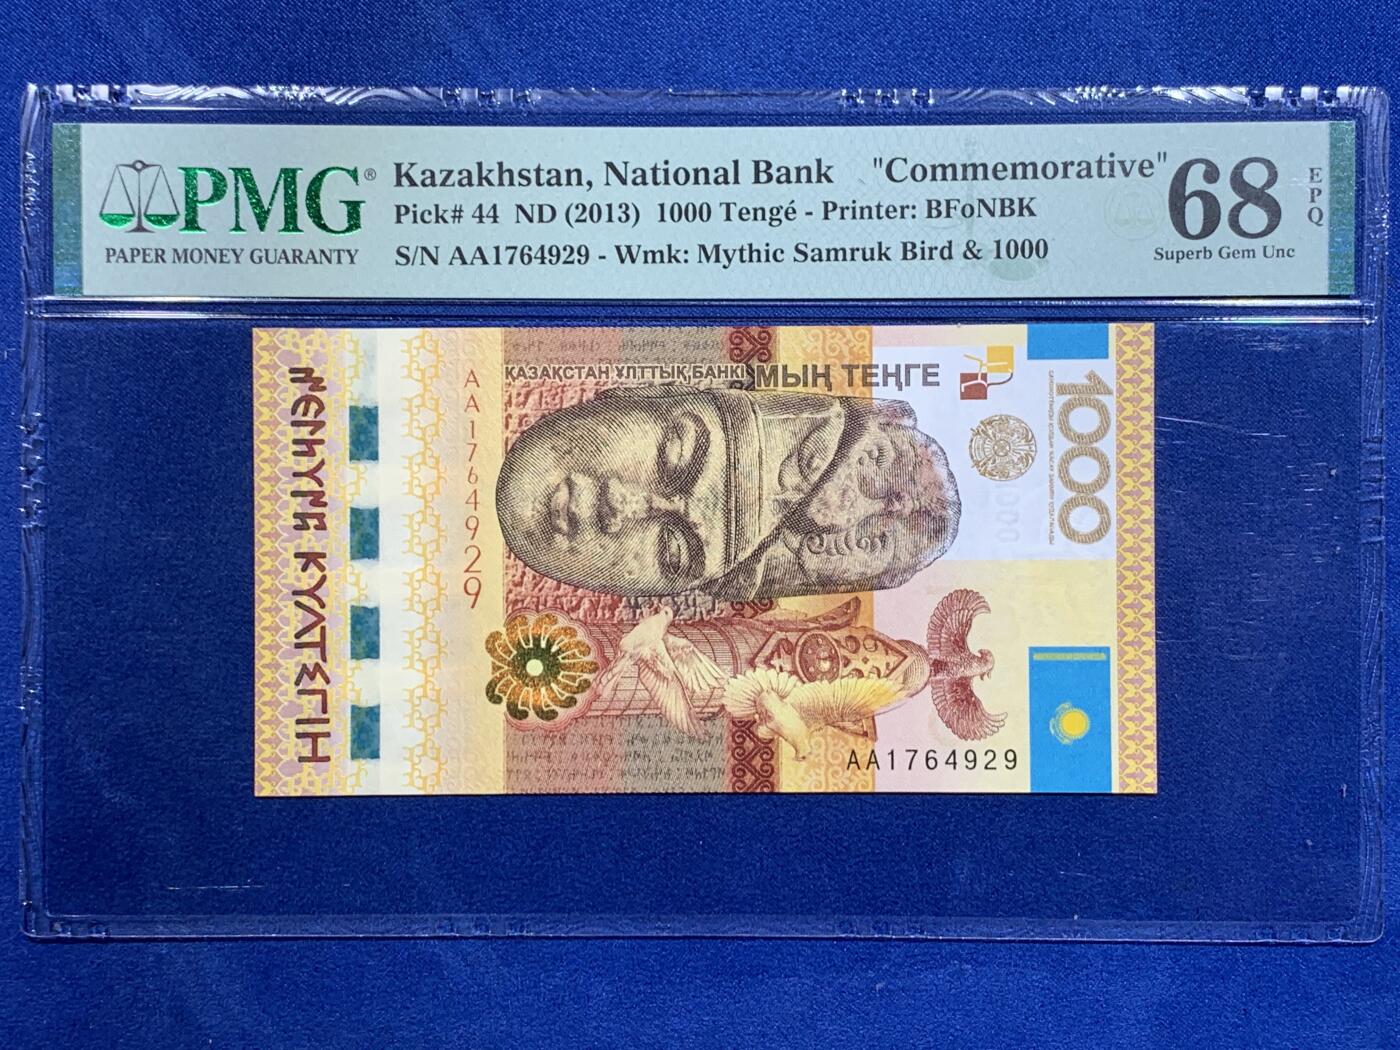 PMG®
PAPER MONEY GUARANTY
Kazakhstan, National Bank "Commemorative"
Pick# 44 ND (2013) 1000 Tengé - Printer: BFoNBK
S/N AA1764929 - Wmk: Mythic Samruk Bird & 1000
68
EPQ
Superb Gem Unc
ҚАЗАҚСТАН ҰЛТТЫҚ БАНКІ
МЫҢ ТЕҢГЕ
1000
AA1764929
AA1764929